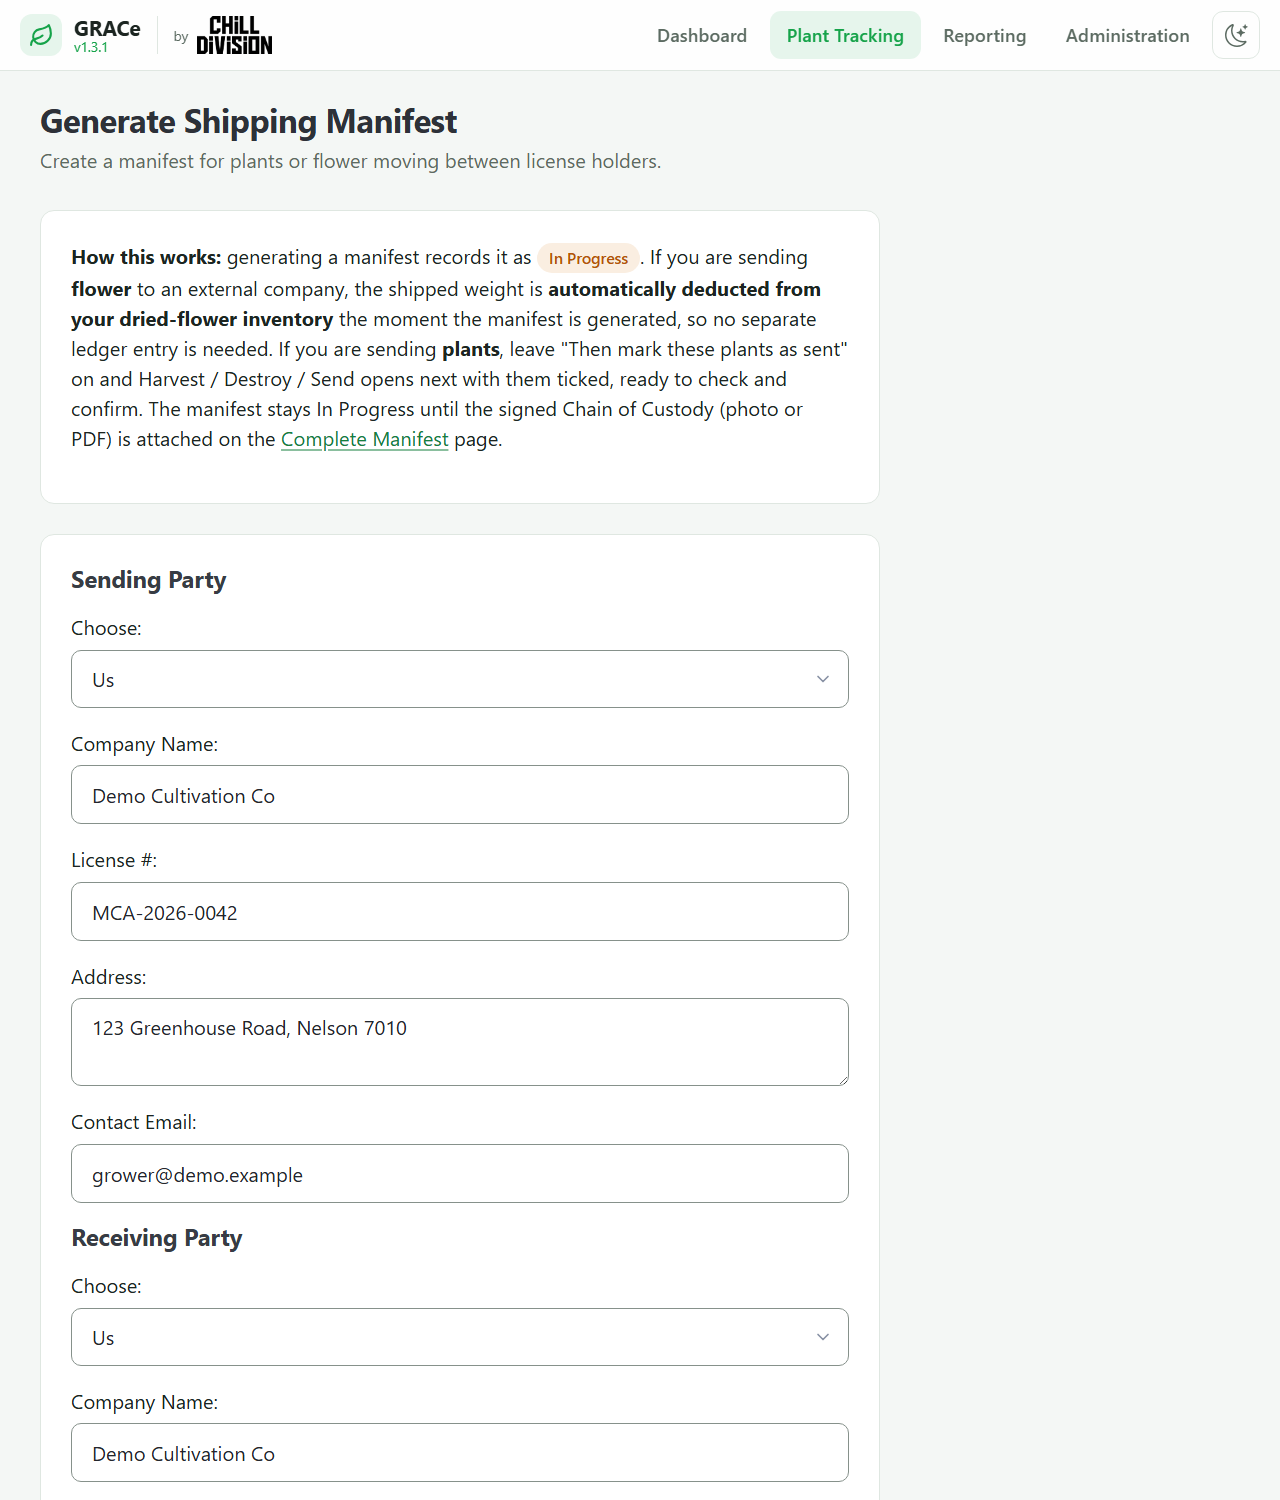 GRACe
v1.3.1
by
CHiLL
DiViSiON
Dashboard
Plant Tracking
Reporting
Administration
Generate Shipping Manifest
Create a manifest for plants or flower moving between license holders.
How this works: generating a manifest records it as In Progress. If you are sending
flower to an external company, the shipped weight is automatically deducted from
your dried-flower inventory the moment the manifest is generated, so no separate
ledger entry is needed. If you are sending plants, leave "Then mark these plants as sent"
on and Harvest / Destroy / Send opens next with them ticked, ready to check and
confirm. The manifest stays In Progress until the signed Chain of Custody (photo or
PDF) is attached on the Complete Manifest page.
Sending Party
Choose:
Us
Company Name:
Demo Cultivation Co
License #:
MCA-2026-0042
Address:
123 Greenhouse Road, Nelson 7010
Contact Email:
grower@demo.example
Receiving Party
Choose:
Us
Company Name:
Demo Cultivation Co